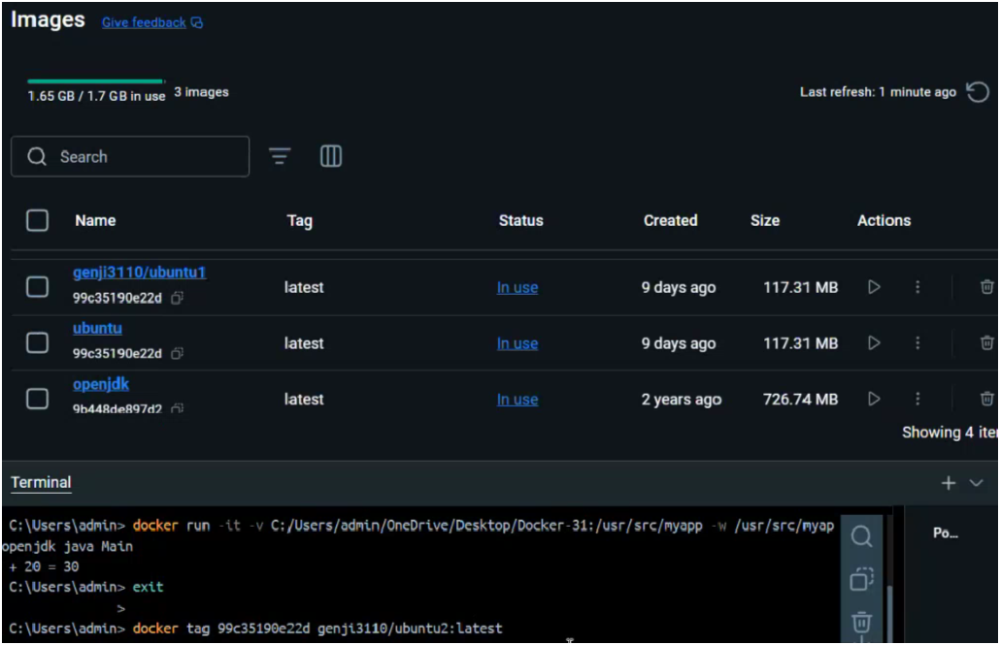 Images Give feedback
1.65 GB / 1.7 GB in use 3 images
Last refresh: 1 minute ago
Search
Name Tag Status Created Size Actions
genji3110/ubuntu1
99c35190e22d
latest In use 9 days ago 117.31 MB
ubuntu
99c35190e22d
latest In use 9 days ago 117.31 MB
openjdk
9b448de897d2
latest In use 2 years ago 726.74 MB
Showing 4 iter
Terminal
C:\Users\admin> docker run -it -v C:/Users/admin/OneDrive/Desktop/Docker-31:/usr/src/myapp -w /usr/src/myap
openjdk java Main
+ 20 = 30
C:\Users\admin> exit
>
C:\Users\admin> docker tag 99c35190e22d genji3110/ubuntu2:latest
Po...